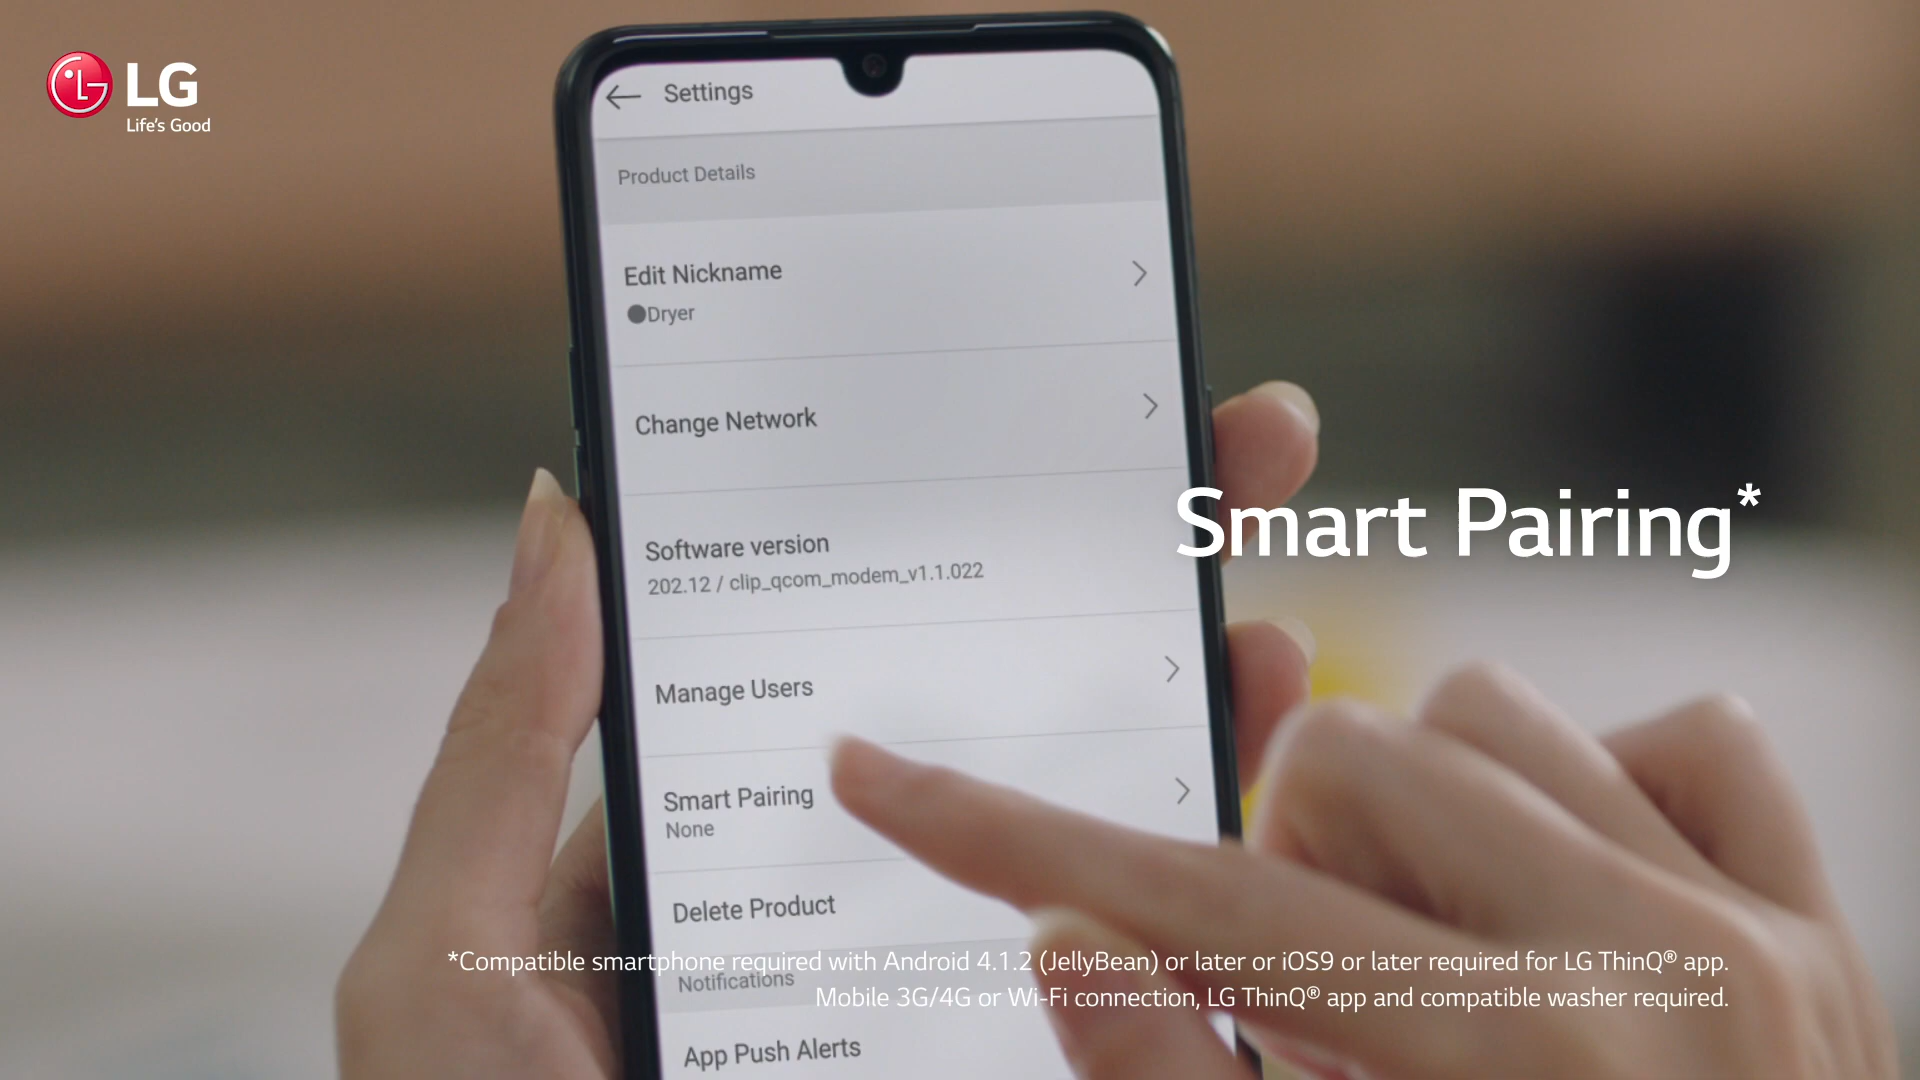 LG
Life's Good
Settings
Product Details
Edit Nickname
Dryer
Change Network
Software version
202.12 / clip_qcom_modem_v1.1.022
Manage Users
Smart Pairing
None
Delete Product
Notifications
App Push Alerts
Smart Pairing*
*Compatible smartphone required with Android 4.1.2 (JellyBean) or later or iOS9 or later required for LG ThinQ® app.
Mobile 3G/4G or Wi-Fi connection, LG ThinQ® app and compatible washer required.